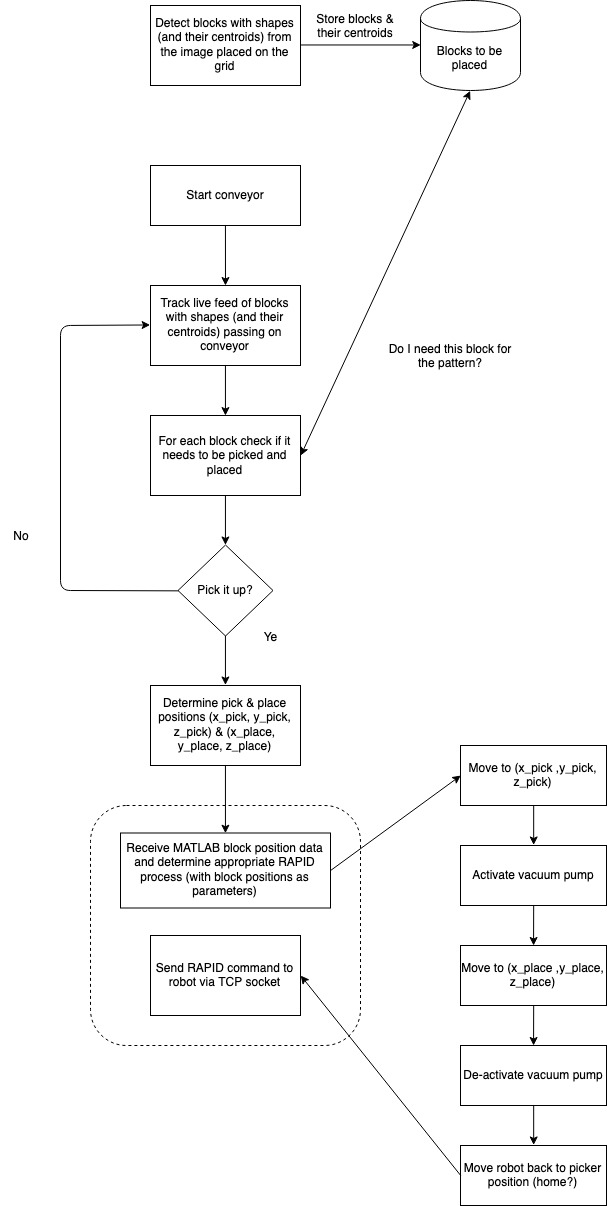 Detect blocks with shapes
(and their centroids) from
the image placed on the
grid
Store blocks &
their centroids
Blocks to be
placed
Start conveyor
Track live feed of blocks
with shapes (and their
centroids) passing on
conveyor
Do I need this block for
the pattern?
For each block check if it
needs to be picked and
placed
No
Pick it up?
Ye
Determine pick & place
positions (x_pick, y_pick,
z_pick) & (x_place,
y_place, z_place)
Receive MATLAB block position data
and determine appropriate RAPID
process (with block positions as
parameters)
Send RAPID command to
robot via TCP socket
Move to (x_pick ,y_pick,
z_pick)
Activate vacuum pump
Move to (x_place ,y_place,
z_place)
De-activate vacuum pump
Move robot back to picker
position (home?)